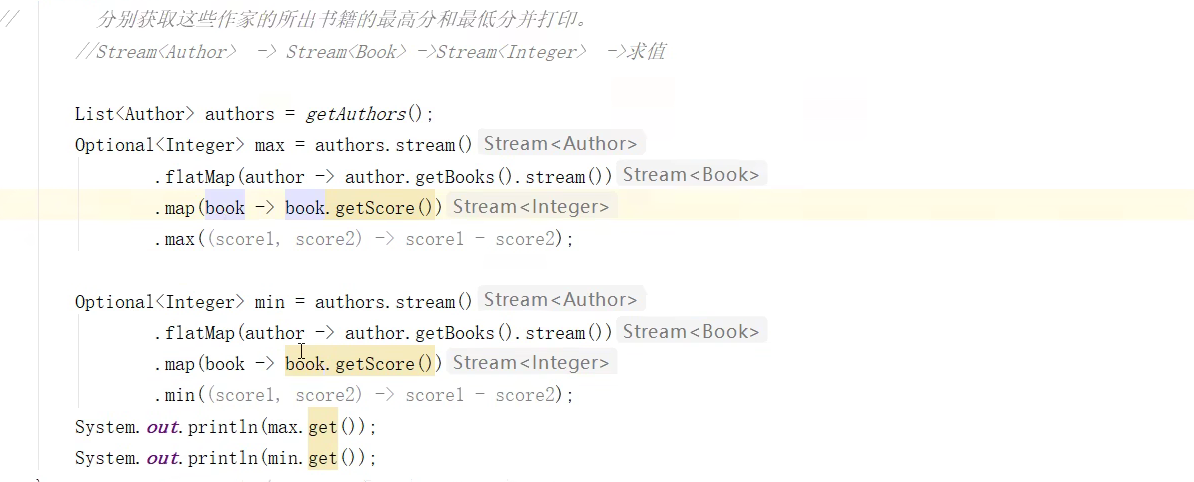 //        分别获取这些作家的所出书籍的最高分和最低分并打印。
//Stream<Author>  -> Stream<Book> ->Stream<Integer>  ->求值
List<Author> authors = getAuthors();
Optional<Integer> max = authors.stream() Stream<Author>
.flatMap(author -> author.getBooks().stream()) Stream<Book>
.map(book -> book.getScore()) Stream<Integer>
.max((score1, score2) -> score1 - score2);
Optional<Integer> min = authors.stream() Stream<Author>
.flatMap(author -> author.getBooks().stream()) Stream<Book>
.map(book -> book.getScore()) Stream<Integer>
.min((score1, score2) -> score1 - score2);
System.out.println(max.get());
System.out.println(min.get());